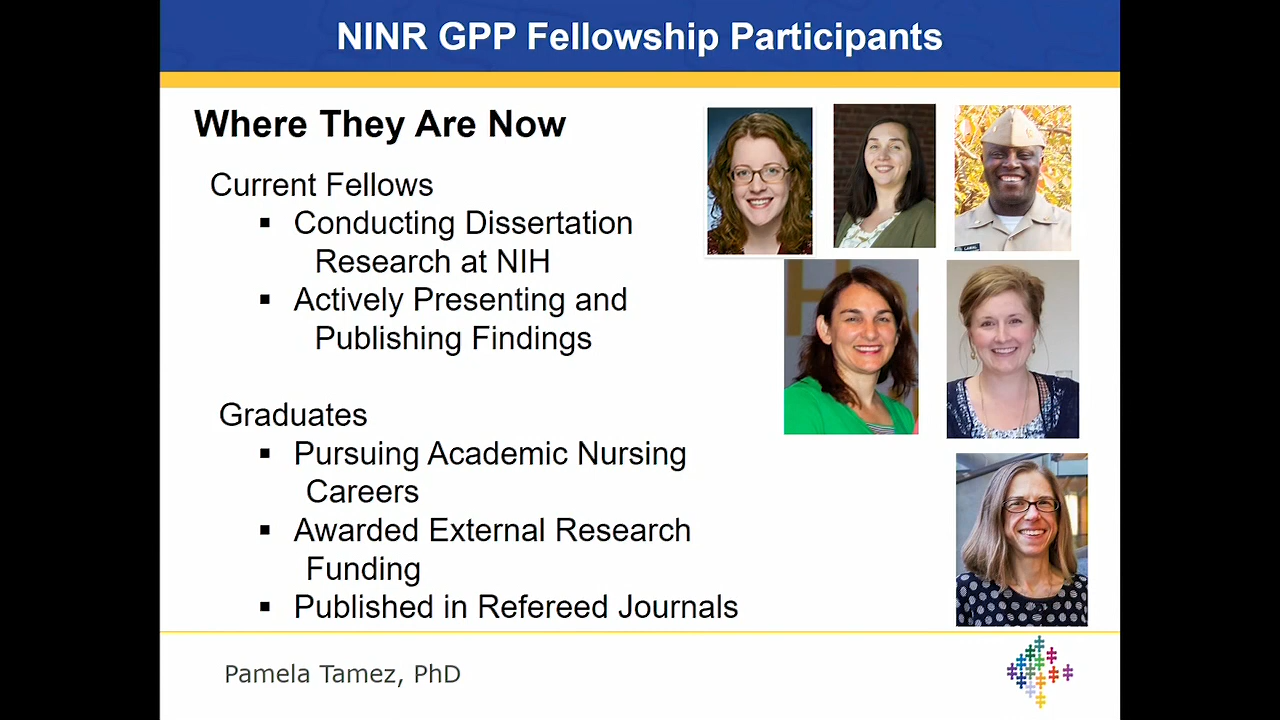 NINR GPP Fellowship Participants
Where They Are Now
Current Fellows
▪ Conducting Dissertation
Research at NIH
▪ Actively Presenting and
Publishing Findings
Graduates
▪ Pursuing Academic Nursing
Careers
▪ Awarded External Research
Funding
▪ Published in Refereed Journals
Pamela Tamez, PhD